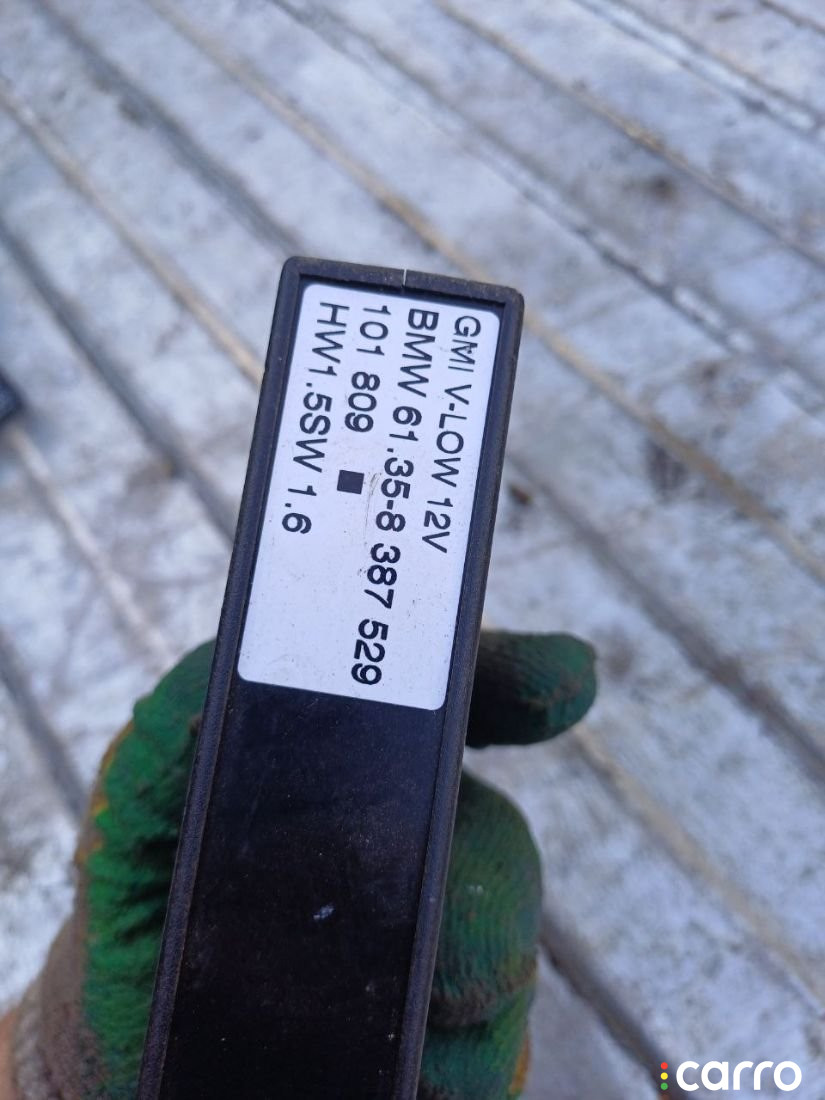 GMI V-LOW 12V
BMW 61.35-8 387 529
101 809
HW1.5SW 1.6
carro